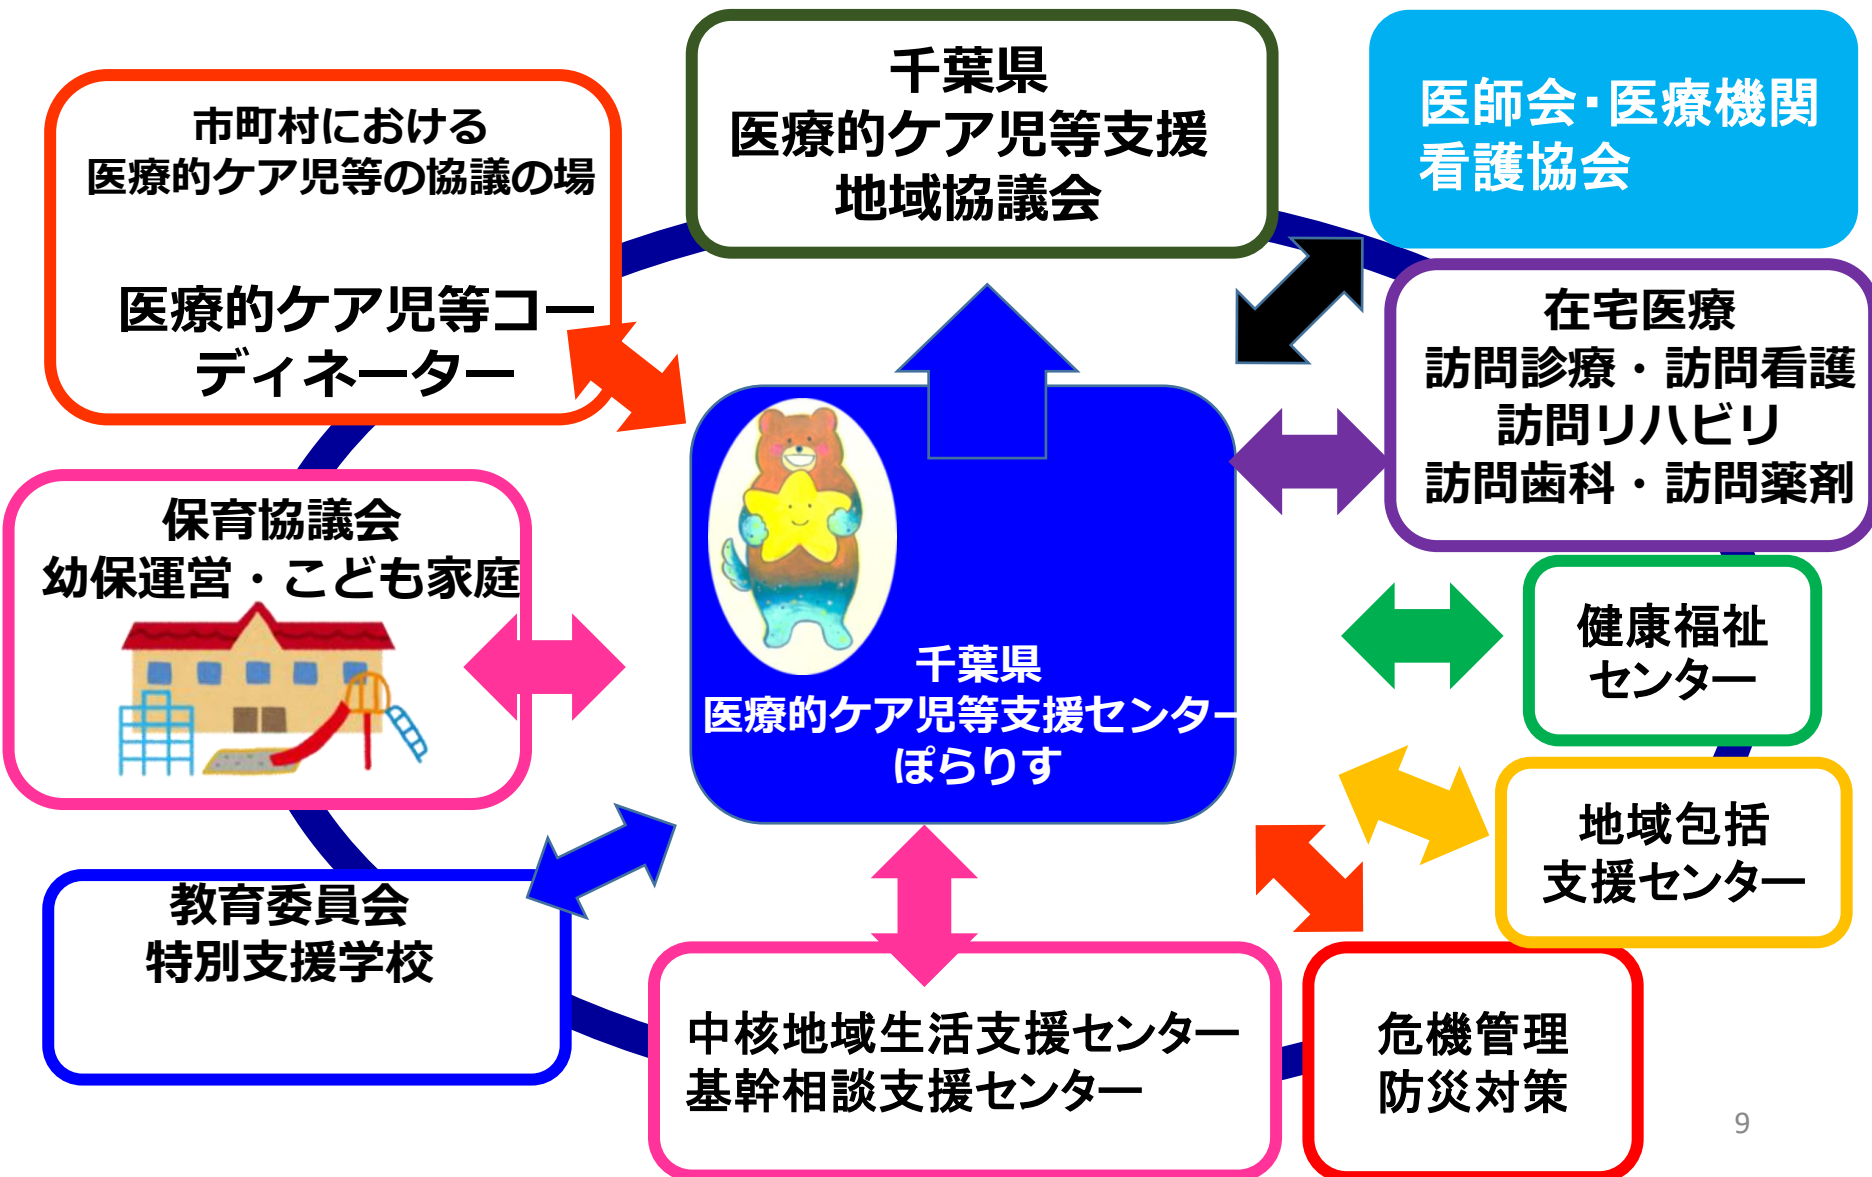 千葉県
医療的ケア児等支援
地域協議会
医師会・医療機関
看護協会
市町村における
医療的ケア児等の協議の場
医療的ケア児等コー
ディネーター
在宅医療
訪問診療・訪問看護
訪問リハビリ
訪問歯科・訪問薬剤
保育協議会
幼保運営・こども家庭
千葉県
医療的ケア児等支援センター
ぽらりす
健康福祉
センター
地域包括
支援センター
教育委員会
特別支援学校
中核地域生活支援センター
基幹相談支援センター
危機管理
防災対策
9